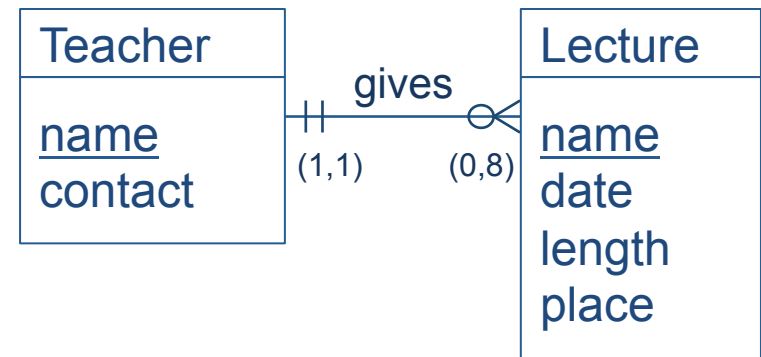 Teacher
name
contact
gives
(1,1)
(0,8)
Lecture
name
date
length
place